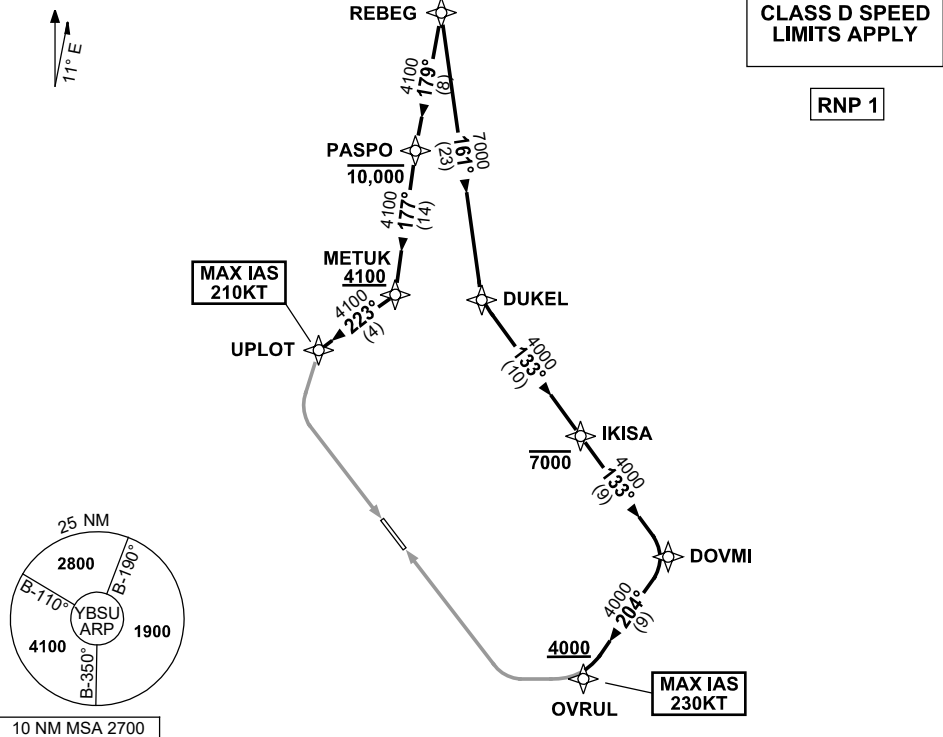 REBEG
CLASS D SPEED
LIMITS APPLY
11° E
RNP 1
4100
179°
(8)
7000
161°
(23)
PASPO
10,000
4100
177°
(14)
METUK
4100
MAX IAS
210KT
4100
223°
(4)
DUKEL
UPLOT
4000
133°
(10)
IKISA
7000
4000
133°
(9)
DOVMI
4000
204°
(9)
4000
OVRUL
MAX IAS
230KT
25 NM
2800
B-190°
B-110°
YBSU
ARP
1900
4100
B-350°
10 NM MSA 2700